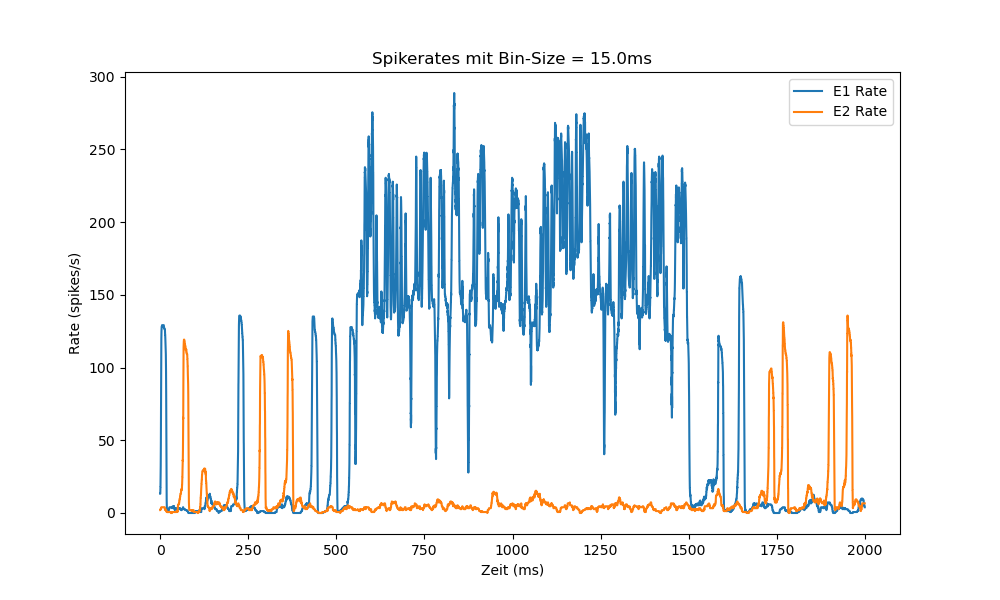 Spikerates mit Bin-Size = 15.0ms
E1 Rate
E2 Rate
Rate (spikes/s)
300
250
200
150
100
50
0
0 250 500 750 1000 1250 1500 1750 2000
Zeit (ms)